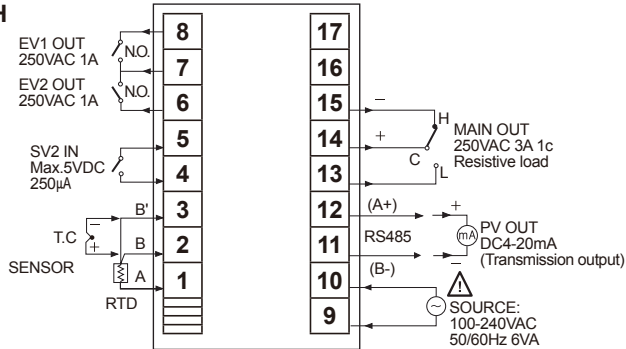 H
EV1 OUT
250VAC 1A
N.O.
EV2 OUT
250VAC 1A
N.O.
SV2 IN
Max.5VDC
250µA
B'
T.C
−
+
B
SENSOR
A
RTD
8
7
6
5
4
3
2
1
17
16
15
14
13
12
11
10
9
−
H
+
C
L
MAIN OUT
250VAC 3A 1c
Resistive load
(A+)
RS485
(B-)
+
mA
−
PV OUT
DC4-20mA
(Transmission output)
SOURCE:
100-240VAC
50/60Hz 6VA